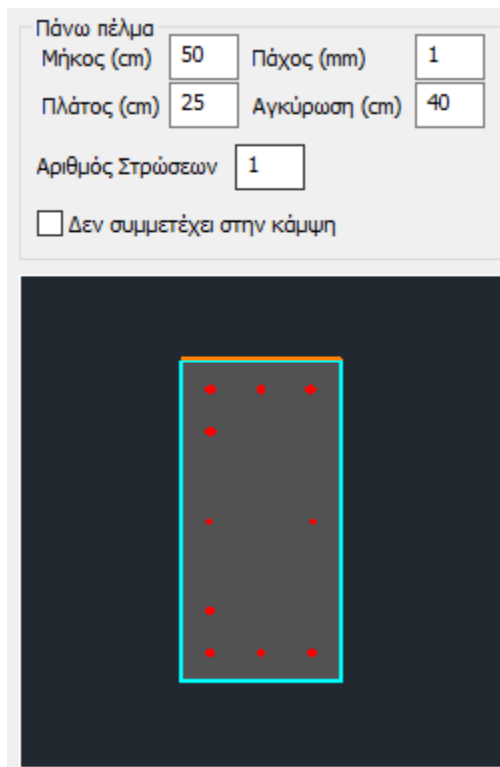 Πάνω πέλμα
Μήκος (cm) 50 Πάχος (mm) 1
Πλάτος (cm) 25 Αγκύρωση (cm) 40
Αριθμός Στρώσεων 1
Δεν συμμετέχει στην κάμψη